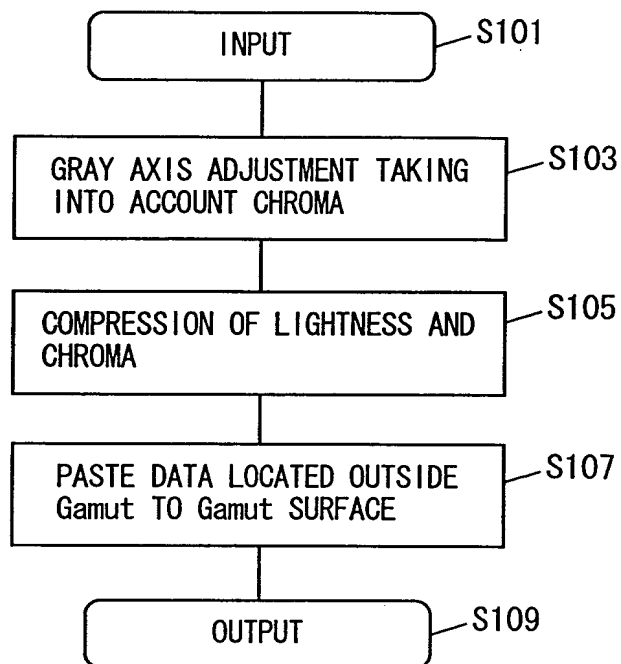 INPUT
S101
GRAY AXIS ADJUSTMENT TAKING
INTO ACCOUNT CHROMA
S103
COMPRESSION OF LIGHTNESS AND
CHROMA
S105
PASTE DATA LOCATED OUTSIDE
Gamut TO Gamut SURFACE
S107
OUTPUT
S109